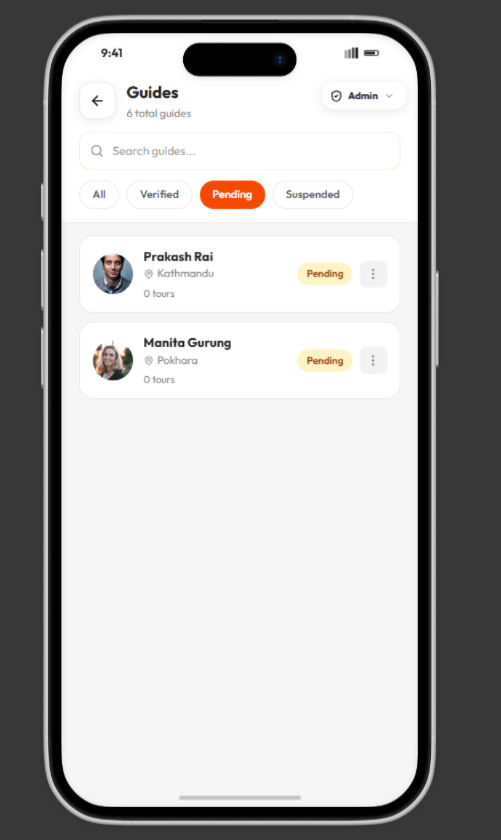 9:41
Guides
6 total guides
Admin
Search guides...
All Verified Pending Suspended
Prakash Rai
Kathmandu
0 tours
Pending
Manita Gurung
Pokhara
0 tours
Pending